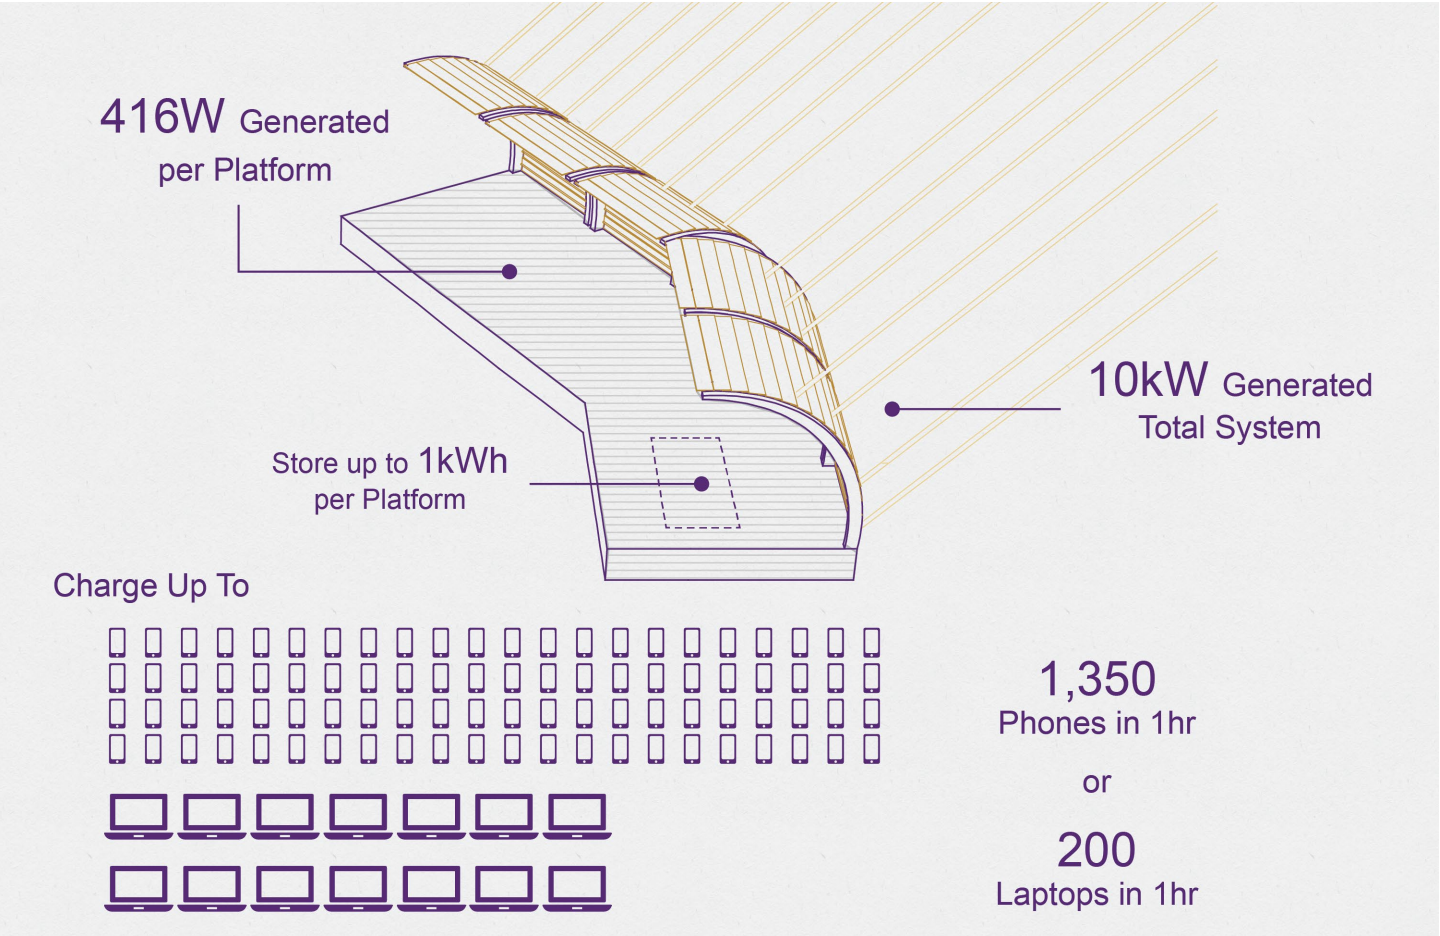 416W Generated
per Platform
10kW Generated
Total System
Store up to 1kWh
per Platform
Charge Up To
1,350
Phones in 1hr
or
200
Laptops in 1hr